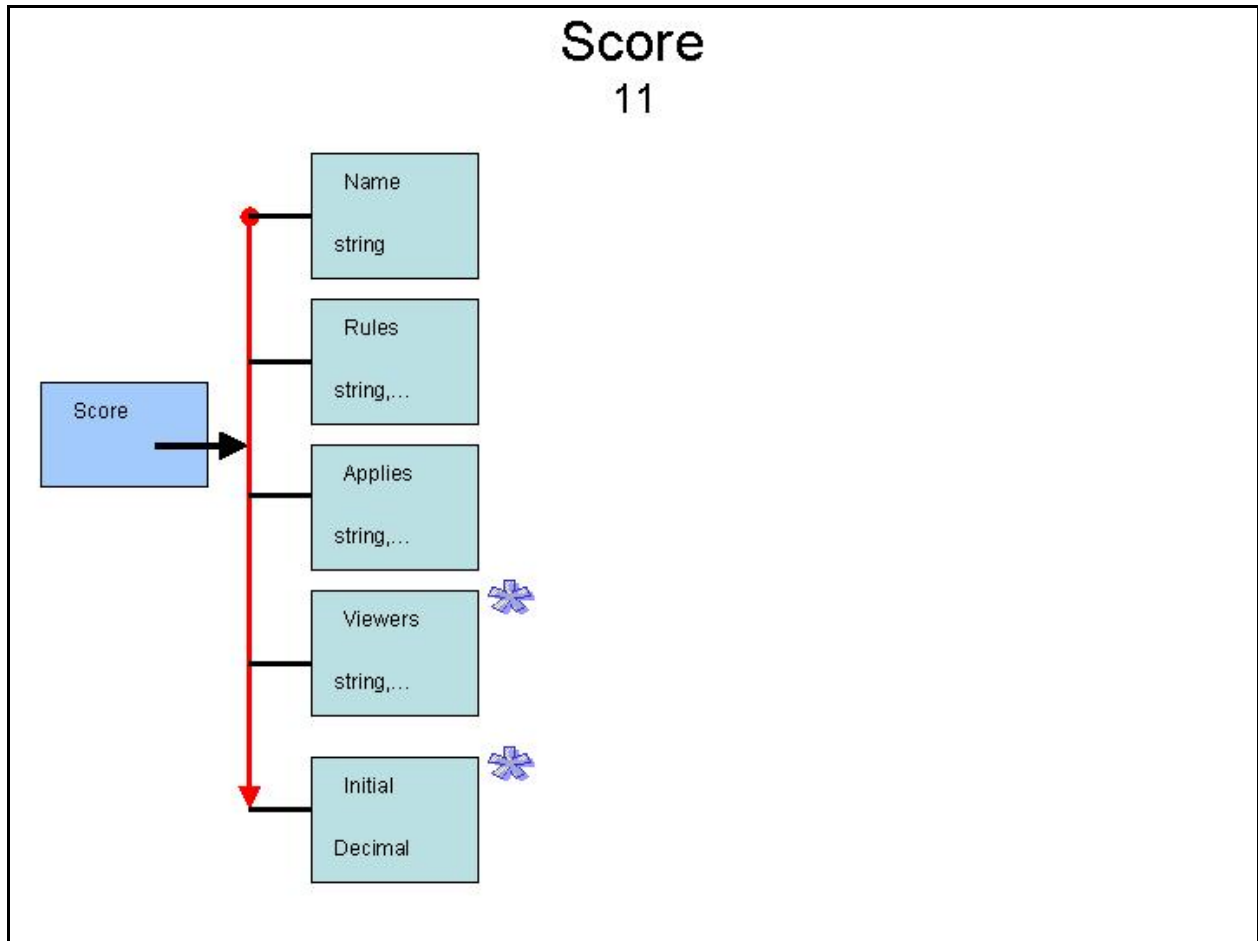 Score
11
Name
string
Rules
string,...
Score
Applies
string,...
Viewers
string,...
Initial
Decimal